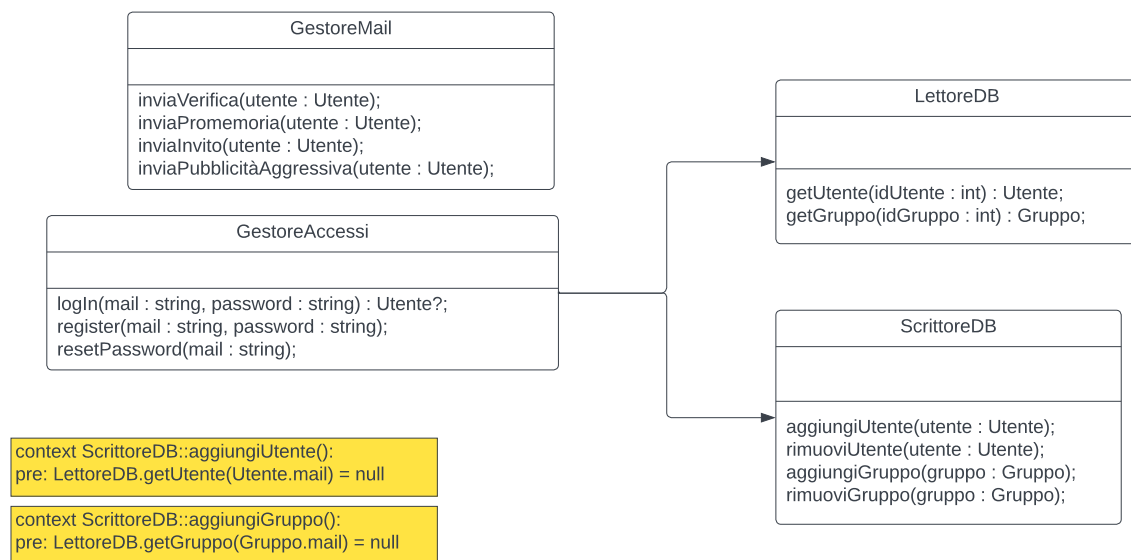 GestoreMail
inviaVerifica(utente : Utente);
inviaPromemoria(utente : Utente);
inviaInvito(utente : Utente);
inviaPubblicitàAggressiva(utente : Utente);
GestoreAccessi
logIn(mail : string, password : string) : Utente?;
register(mail : string, password : string);
resetPassword(mail : string);
LettoreDB
getUtente(idUtente : int) : Utente;
getGruppo(idGruppo : int) : Gruppo;
ScrittoreDB
aggiungiUtente(utente : Utente);
rimuoviUtente(utente : Utente);
aggiungiGruppo(gruppo : Gruppo);
rimuoviGruppo(gruppo : Gruppo);
context ScrittoreDB::aggiungiUtente():
pre: LettoreDB.getUtente(Utente.mail) = null
context ScrittoreDB::aggiungiGruppo():
pre: LettoreDB.getGruppo(Gruppo.mail) = null